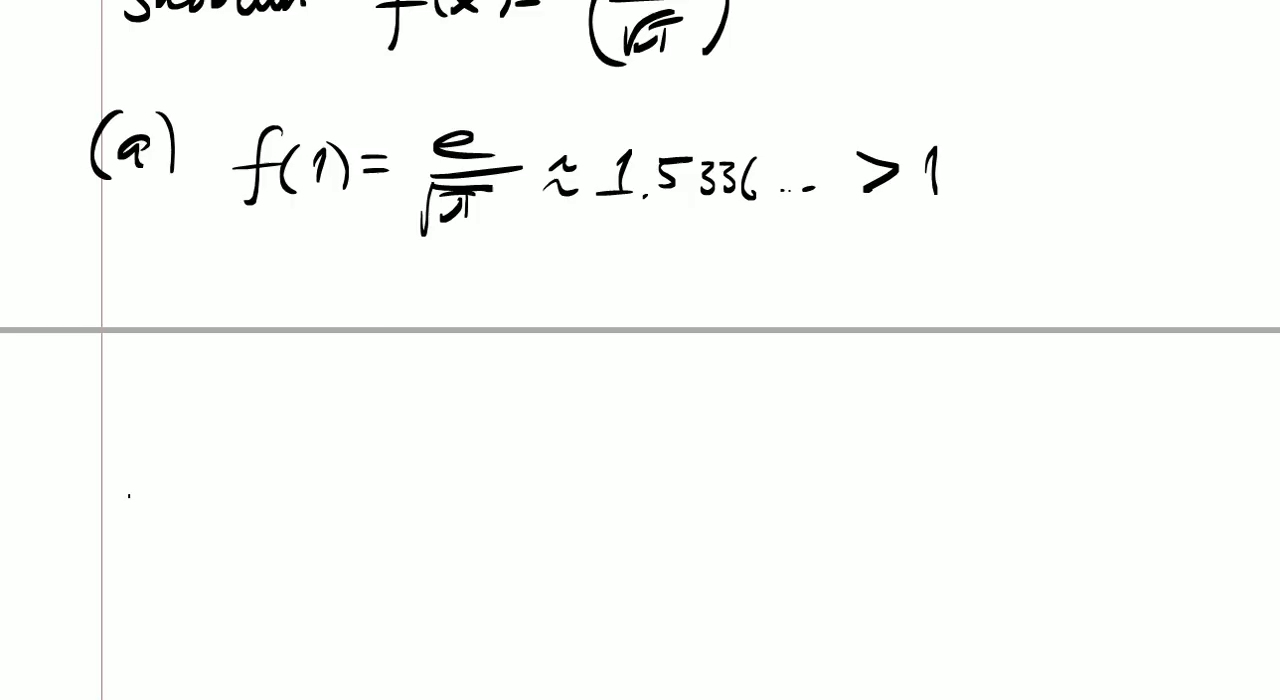 f(x)= (/√π)
(a) f(1)= e/√π ≈ 1.5336... > 1